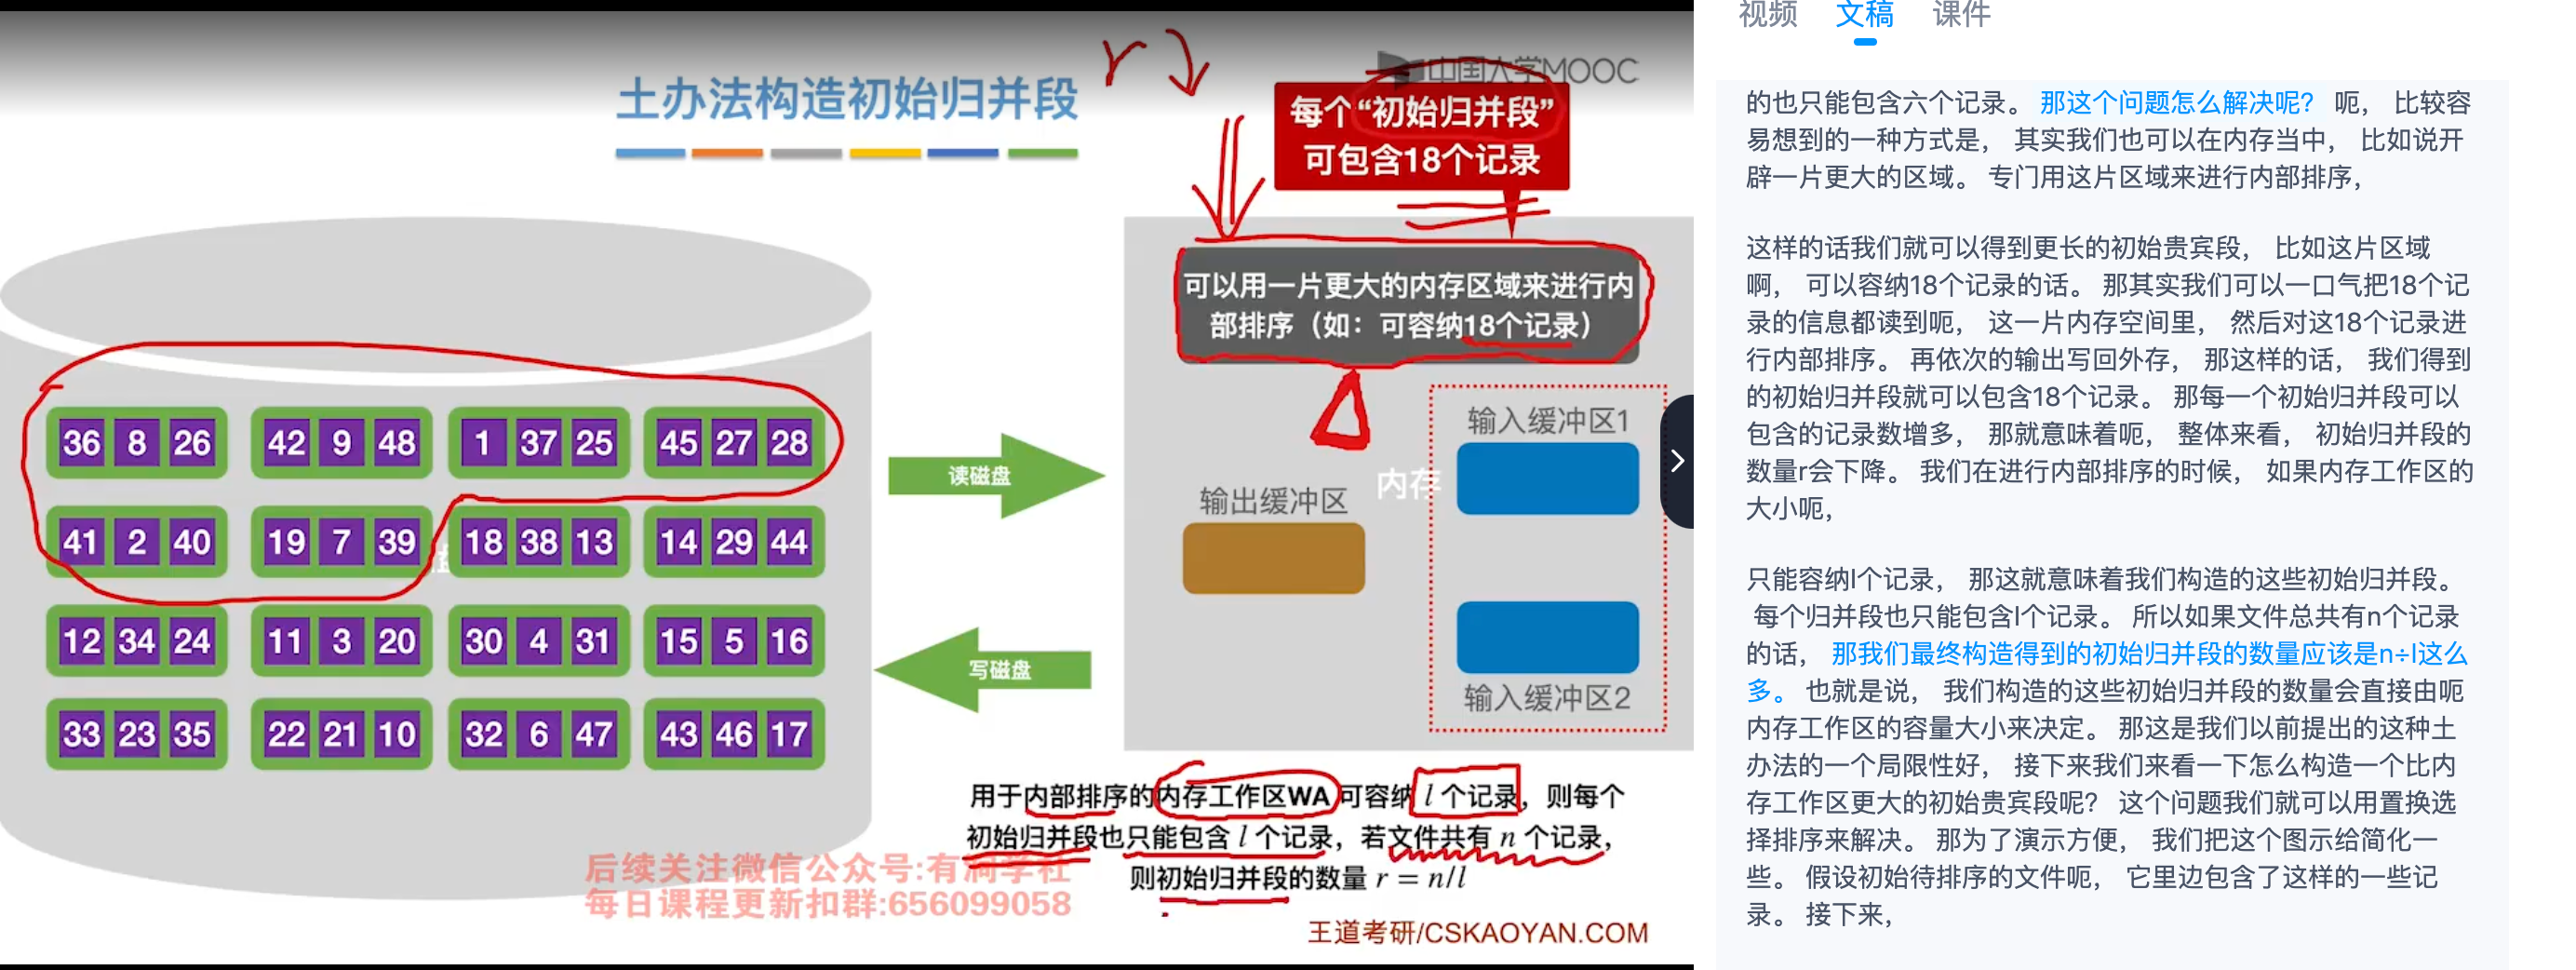 土办法构造初始归并段
r
中国大学MOOC
每个“初始归并段”
可包含18个记录
可以用一片更大的内存区域来进行内
部排序（如：可容纳18个记录）
36 8 26 42 9 48 1 37 25 45 27 28
41 2 40 19 7 39 18 38 13 14 29 44
12 34 24 11 3 20 30 4 31 15 5 16
33 23 35 22 21 10 32 6 47 43 46 17
读磁盘
写磁盘
输入缓冲区1
内存
输出缓冲区
输入缓冲区2
用于内部排序的内存工作区WA可容纳 l 个记录，则每个
初始归并段也只能包含 l 个记录，若文件共有 n 个记录，
则初始归并段的数量 r = n/l
后续关注微信公众号:有涧学社
每日课程更新扣群:656099058
王道考研/CSKAOYAN.COM
视频 文稿 课件
的也只能包含六个记录。 那这个问题怎么解决呢？ 呃， 比较容
易想到的一种方式是， 其实我们也可以在内存当中， 比如说开
辟一片更大的区域。 专门用这片区域来进行内部排序，
这样的话我们就可以得到更长的初始贵宾段， 比如这片区域
啊， 可以容纳18个记录的话。 那其实我们可以一口气把18个记
录的信息都读到呃， 这一片内存空间里， 然后对这18个记录进
行内部排序。 再依次的输出写回外存， 那这样的话， 我们得到
的初始归并段就可以包含18个记录。 那每一个初始归并段可以
包含的记录数增多， 那就意味着呃， 整体来看， 初始归并段的
数量r会下降。 我们在进行内部排序的时候， 如果内存工作区的
大小呃，
只能容纳l个记录， 那这就意味着我们构造的这些初始归并段。
每个归并段也只能包含l个记录。 所以如果文件总共有n个记录
的话， 那我们最终构造得到的初始归并段的数量应该是n÷l这么
多。 也就是说， 我们构造的这些初始归并段的数量会直接由呃
内存工作区的容量大小来决定。 那这是我们以前提出的这种土
办法的一个局限性好， 接下来我们来看一下怎么构造一个比内
存工作区更大的初始贵宾段呢？ 这个问题我们就可以用置换选
择排序来解决。 那为了演示方便， 我们把这个图示给简化一
些。 假设初始待排序的文件呃， 它里边包含了这样的一些记
录。 接下来，